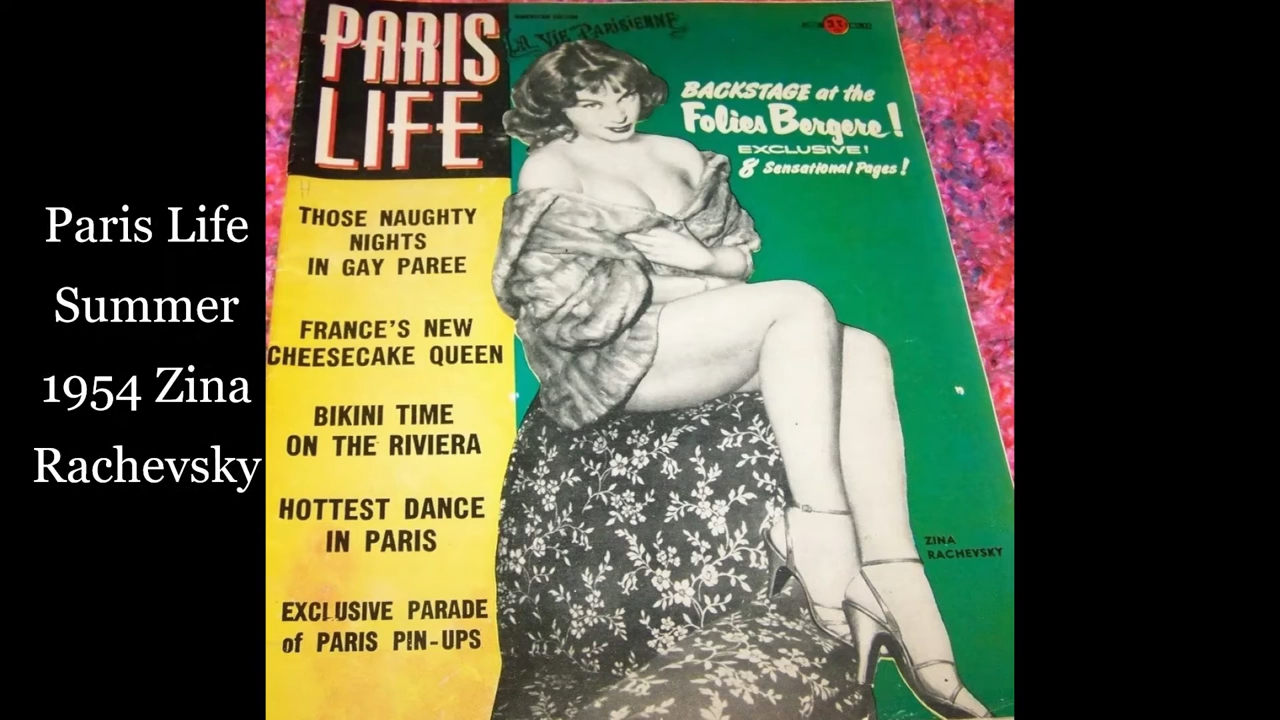 Paris Life
Summer
1954 Zina
Rachevsky
PARIS
LIFE
La Vie Parisienne
BACKSTAGE at the
Folies Bergere!
EXCLUSIVE!
8 Sensational Pages!
THOSE NAUGHTY
NIGHTS
IN GAY PAREE
FRANCE'S NEW
CHEESECAKE QUEEN
BIKINI TIME
ON THE RIVIERA
HOTTEST DANCE
IN PARIS
EXCLUSIVE PARADE
of PARIS PIN-UPS
ZINA
RACHEVSKY